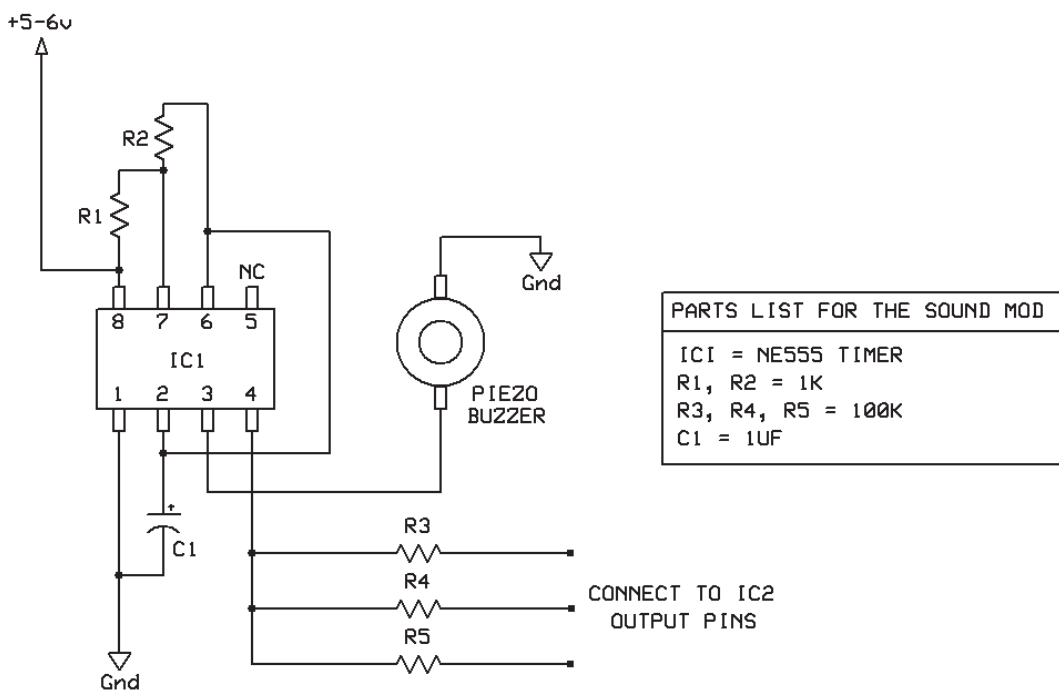 +5-6v
R2
R1
NC
8 7 6 5
IC1
1 2 3 4
Gnd
PIEZO
BUZZER
+
C1
Gnd
R3
R4
R5
CONNECT TO IC2
OUTPUT PINS
PARTS LIST FOR THE SOUND MOD
ICI = NE555 TIMER
R1, R2 = 1K
R3, R4, R5 = 100K
C1 = 1UF